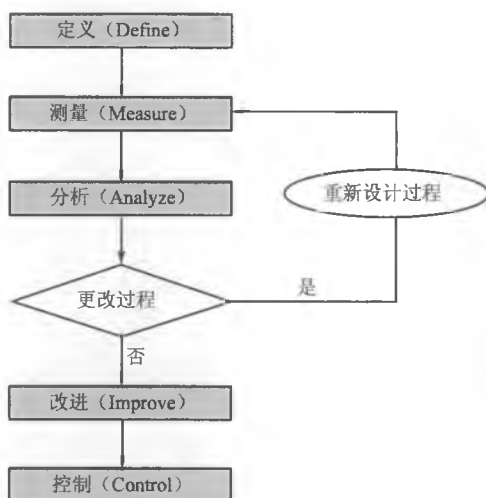 定义（Define）
测量（Measure）
分析（Analyze）
重新设计过程
更改过程
是
否
改进（Improve）
控制（Control）